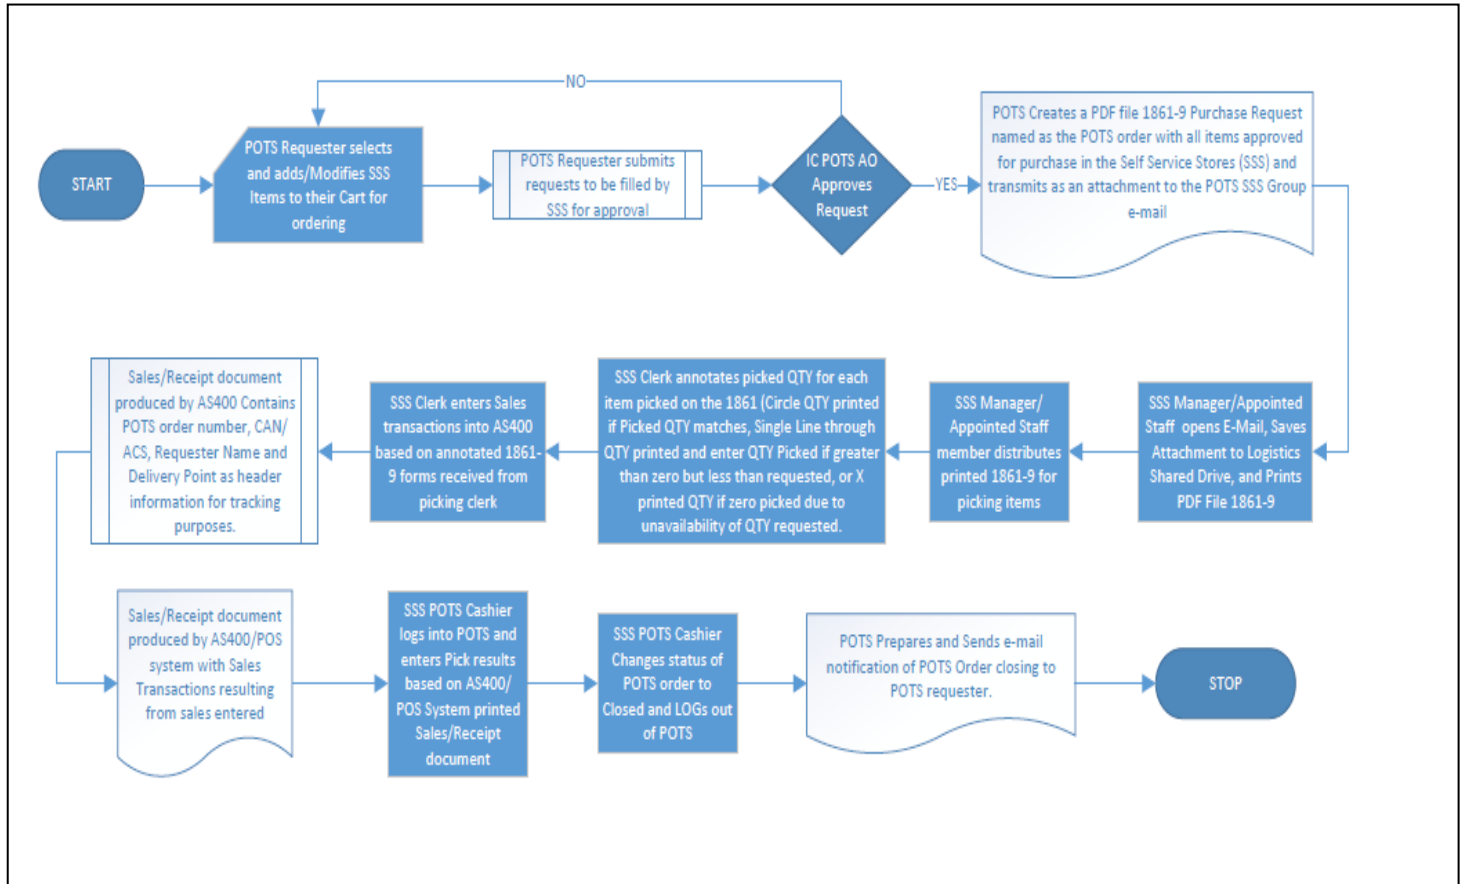 NO
START
POTS Requester selects
and adds/Modifies SSS
Items to their Cart for
ordering
POTS Requester submits
requests to be filled by
SSS for approval
IC POTS AO
Approves
Request
YES
POTS Creates a PDF file 1861-9 Purchase Request
named as the POTS order with all items approved
for purchase in the Self Service Stores (SSS) and
transmits as an attachment to the POTS SSS Group
e-mail
SSS Manager/Appointed
Staff opens E-Mail, Saves
Attachment to Logistics
Shared Drive, and Prints
PDF File 1861-9
SSS Manager/
Appointed Staff
member distributes
printed 1861-9 for
picking items
SSS Clerk annotates picked QTY for each
item picked on the 1861 (Circle QTY printed
if Picked QTY matches, Single Line through
QTY printed and enter QTY Picked if greater
than zero but less than requested, or X
printed QTY if zero picked due to
unavailability of QTY requested.
SSS Clerk enters Sales
transactions into AS400
based on annotated 1861-
9 forms received from
picking clerk
Sales/Receipt document
produced by AS400 Contains
POTS order number, CAN/
ACS, Requester Name and
Delivery Point as header
information for tracking
purposes.
Sales/Receipt document
produced by AS400/POS
system with Sales
Transactions resulting
from sales entered
SSS POTS Cashier
logs into POTS and
enters Pick results
based on AS400/
POS System printed
Sales/Receipt
document
SSS POTS Cashier
Changes status of
POTS order to
Closed and LOGs out
of POTS
POTS Prepares and Sends e-mail
notification of POTS Order closing to
POTS requester.
STOP